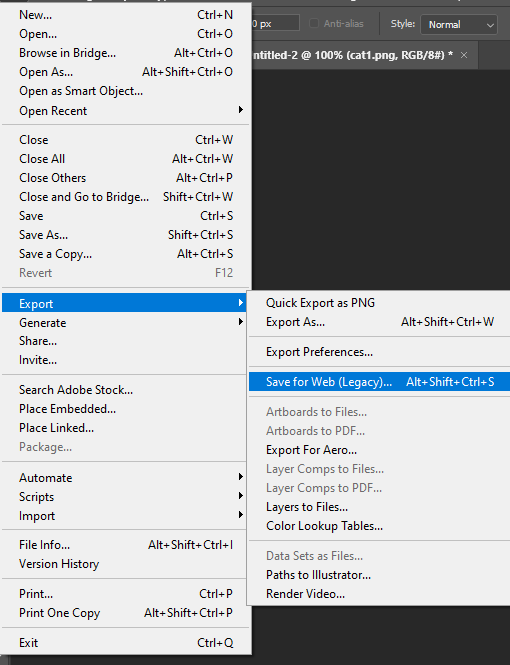 New... Ctrl+N
Open... Ctrl+O
Browse in Bridge... Alt+Ctrl+O
Open As... Alt+Shift+Ctrl+O
Open as Smart Object...
Open Recent
Close Ctrl+W
Close All Alt+Ctrl+W
Close Others Alt+Ctrl+P
Close and Go to Bridge... Shift+Ctrl+W
Save Ctrl+S
Save As... Shift+Ctrl+S
Save a Copy... Alt+Ctrl+S
Revert F12
Export
Generate
Share...
Invite...
Search Adobe Stock...
Place Embedded...
Place Linked...
Package...
Automate
Scripts
Import
File Info... Alt+Shift+Ctrl+I
Version History
Print... Ctrl+P
Print One Copy Alt+Shift+Ctrl+P
Exit Ctrl+Q
0 px Anti-alias Style: Normal
ntitled-2 @ 100% (cat1.png, RGB/8#) * ×
Quick Export as PNG
Export As... Alt+Shift+Ctrl+W
Export Preferences...
Save for Web (Legacy)... Alt+Shift+Ctrl+S
Artboards to Files...
Artboards to PDF...
Export For Aero...
Layer Comps to Files...
Layer Comps to PDF...
Layers to Files...
Color Lookup Tables...
Data Sets as Files...
Paths to Illustrator...
Render Video...